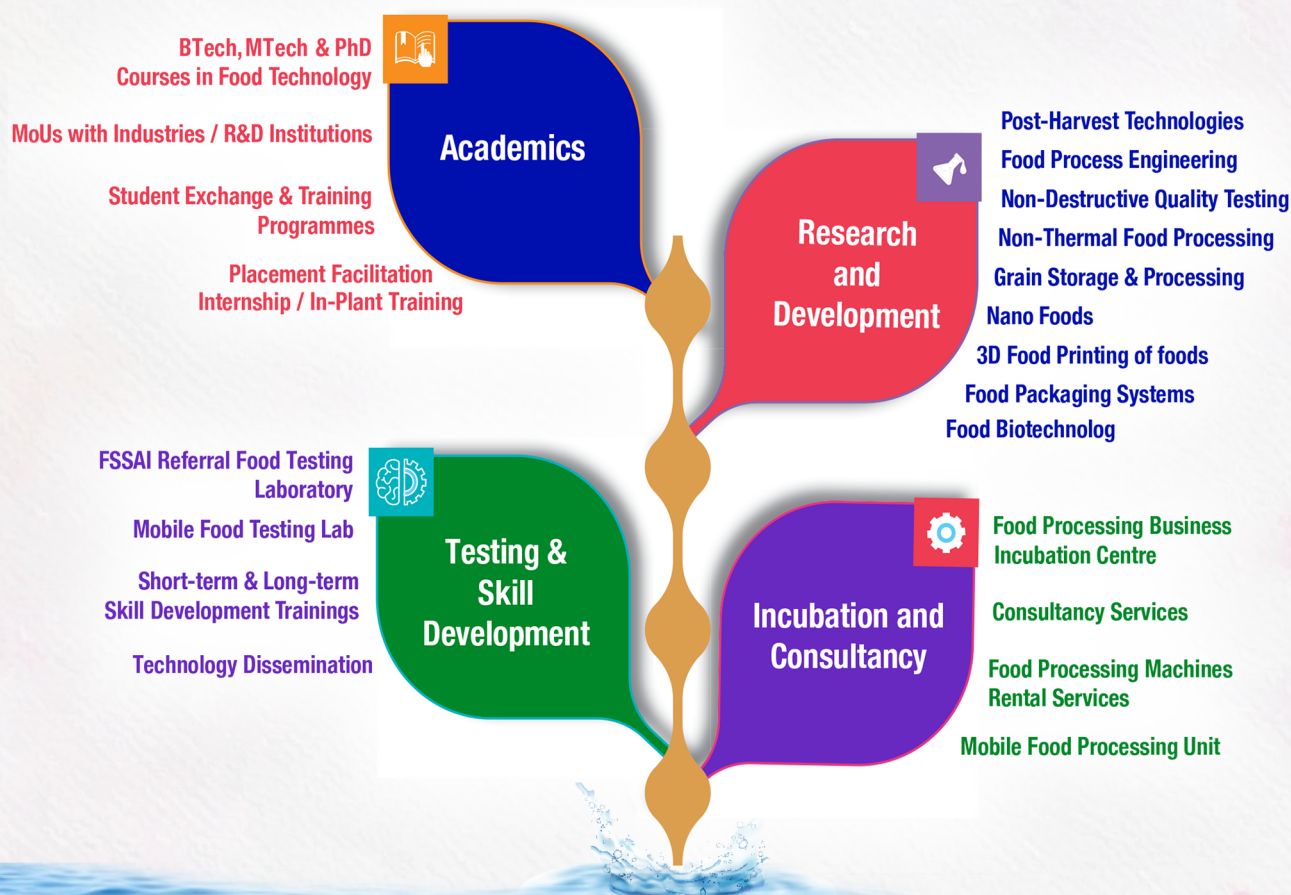 BTech, MTech & PhD
Courses in Food Technology
MoUs with Industries / R&D Institutions
Student Exchange & Training
Programmes
Placement Facilitation
Internship / In-Plant Training
Academics
Research
and
Development
Post-Harvest Technologies
Food Process Engineering
Non-Destructive Quality Testing
Non-Thermal Food Processing
Grain Storage & Processing
Nano Foods
3D Food Printing of foods
Food Packaging Systems
Food Biotechnolog
FSSAI Referral Food Testing
Laboratory
Mobile Food Testing Lab
Short-term & Long-term
Skill Development Trainings
Technology Dissemination
Testing &
Skill
Development
Incubation and
Consultancy
Food Processing Business
Incubation Centre
Consultancy Services
Food Processing Machines
Rental Services
Mobile Food Processing Unit